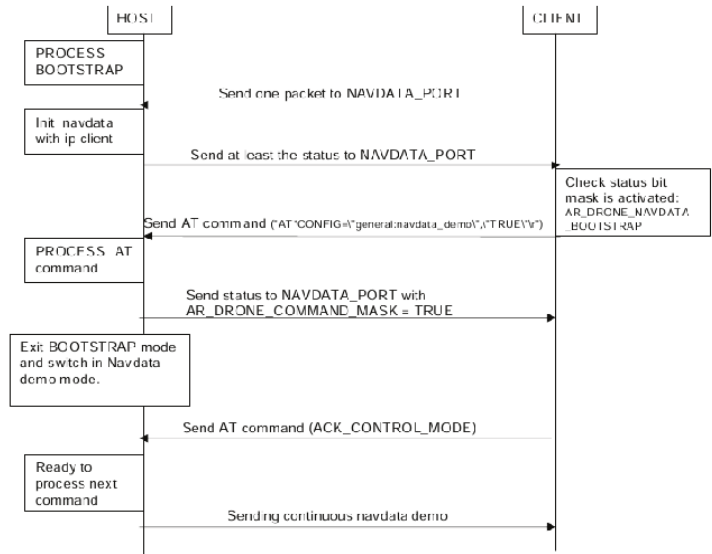 HOST
CLIENT
PROCESS
BOOTSTRAP
Send one packet to NAVDATA_PORT
Init navdata
with ip client
Send at least the status to NAVDATA_PORT
Check status bit
mask is activated:
AR_DRONE_NAVDATA
_BOOTSTRAP
Send AT command ("AT*CONFIG=\"general:navdata_demo\",\"TRUE\"\r")
PROCESS AT
command
Send status to NAVDATA_PORT with
AR_DRONE_COMMAND_MASK = TRUE
Exit BOOTSTRAP mode
and switch in Navdata
demo mode.
Send AT command (ACK_CONTROL_MODE)
Ready to
process next
command
Sending continuous navdata demo